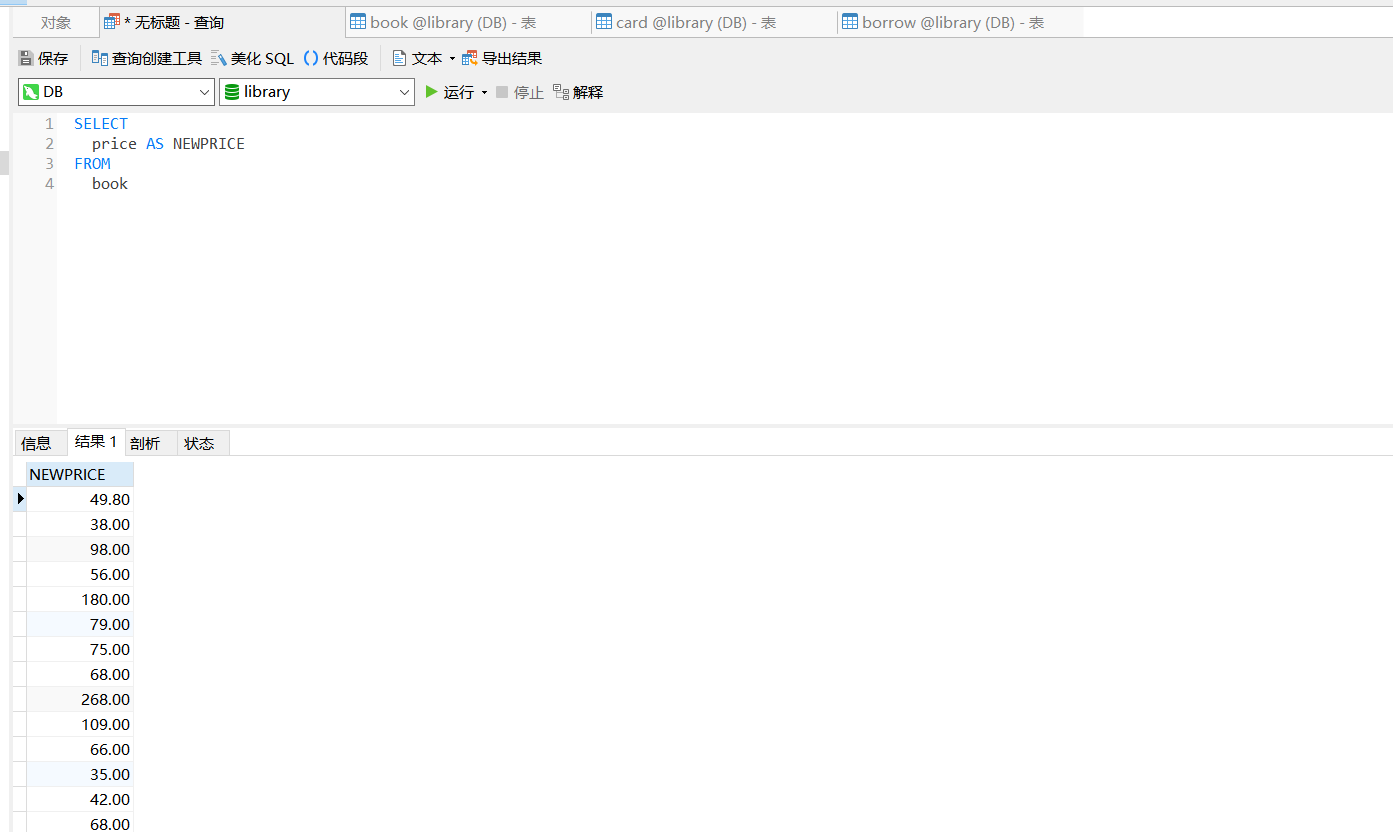 对象 * 无标题 - 查询 book @library (DB) - 表 card @library (DB) - 表 borrow @library (DB) - 表
保存 查询创建工具 美化 SQL () 代码段 文本 导出结果
DB library 运行 停止 解释
1 SELECT
2 price AS NEWPRICE
3 FROM
4 book
信息 结果 1 剖析 状态
NEWPRICE
49.80
38.00
98.00
56.00
180.00
79.00
75.00
68.00
268.00
109.00
66.00
35.00
42.00
68.00